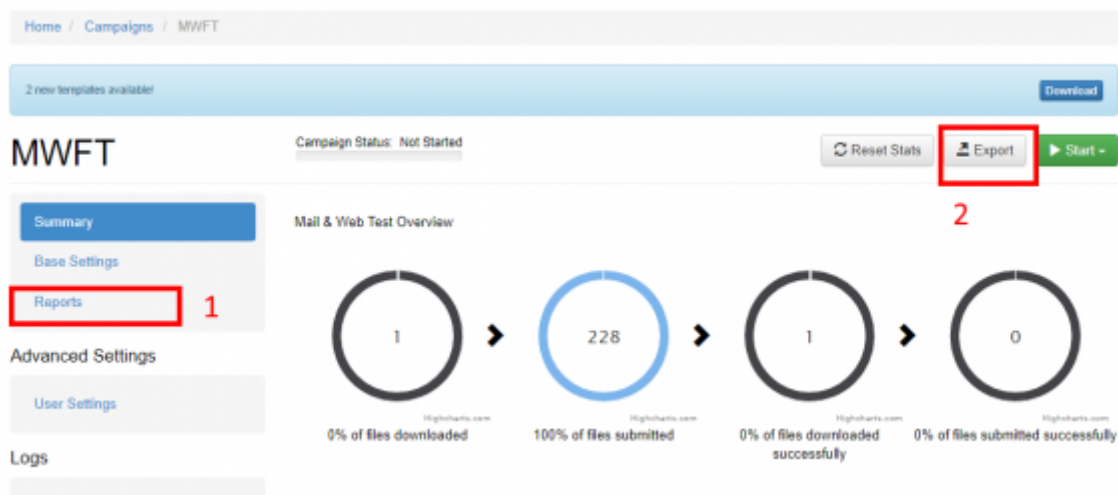 Home / Campaigns / MWFT
2 new templates available!
Download
MWFT
Campaign Status: Not Started
Reset Stats
Export
Start
2
Summary
Base Settings
Reports
1
Mail & Web Test Overview
1
228
1
0
Highcharts.com
Highcharts.com
Highcharts.com
Highcharts.com
0% of files downloaded
100% of files submitted
0% of files downloaded
successfully
0% of files submitted successfully
Advanced Settings
User Settings
Logs